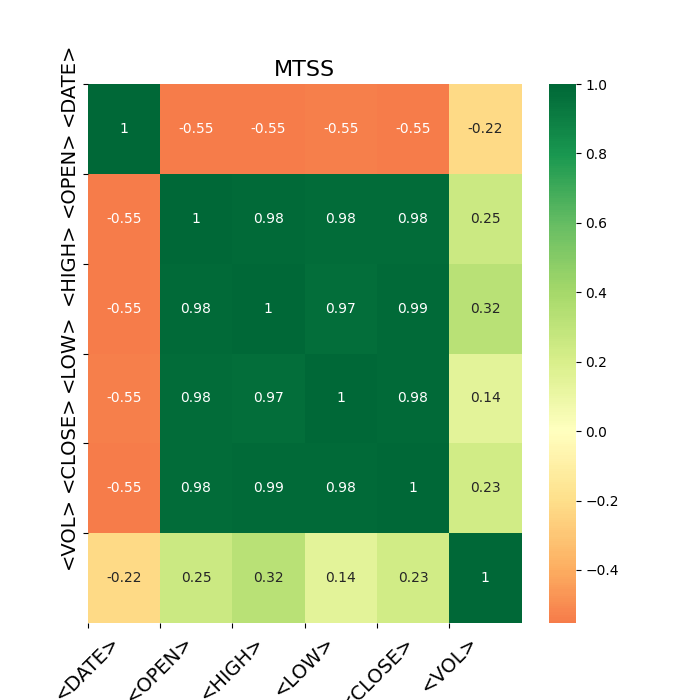 MTSS
<DATE>
1 -0.55 -0.55 -0.55 -0.55 -0.22
<OPEN>
-0.55 1 0.98 0.98 0.98 0.25
<HIGH>
-0.55 0.98 1 0.97 0.99 0.32
<LOW>
-0.55 0.98 0.97 1 0.98 0.14
<CLOSE>
-0.55 0.98 0.99 0.98 1 0.23
<VOL>
-0.22 0.25 0.32 0.14 0.23 1
<DATE> <OPEN> <HIGH> <LOW> <CLOSE> <VOL>
1.0
0.8
0.6
0.4
0.2
0.0
−0.2
−0.4